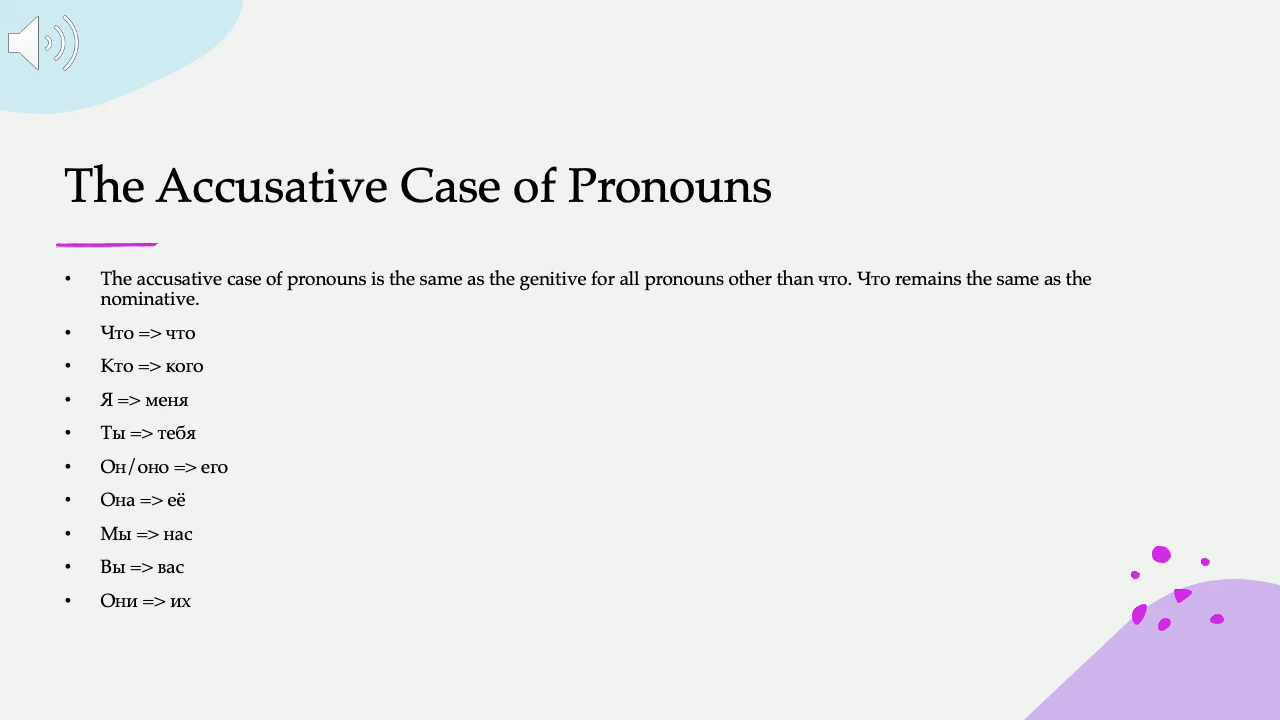 The Accusative Case of Pronouns
• The accusative case of pronouns is the same as the genitive for all pronouns other than что. Что remains the same as the
nominative.
• Что => что
• Кто => кого
• Я => меня
• Ты => тебя
• Он/оно => его
• Она => её
• Мы => нас
• Вы => вас
• Они => их